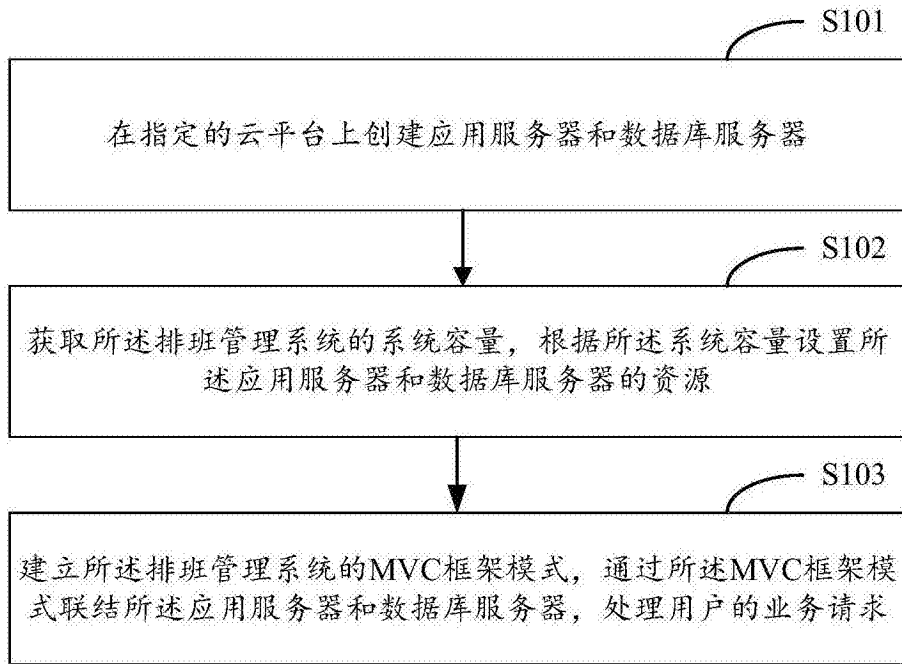 S101
在指定的云平台上创建应用服务器和数据库服务器
S102
获取所述排班管理系统的系统容量，根据所述系统容量设置所
述应用服务器和数据库服务器的资源
S103
建立所述排班管理系统的MVC框架模式，通过所述MVC框架模
式联结所述应用服务器和数据库服务器，处理用户的业务请求